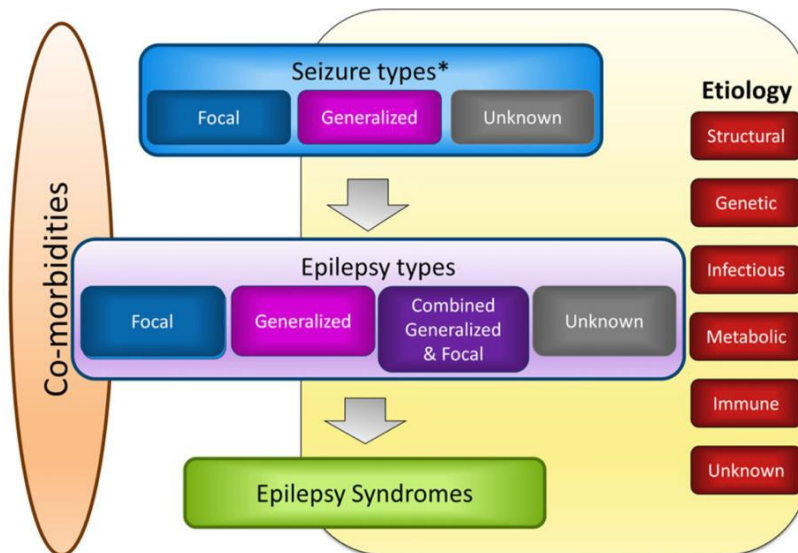 Co-morbidities
Seizure types*
Focal
Generalized
Unknown
Epilepsy types
Focal
Generalized
Combined
Generalized
& Focal
Unknown
Epilepsy Syndromes
Etiology
Structural
Genetic
Infectious
Metabolic
Immune
Unknown